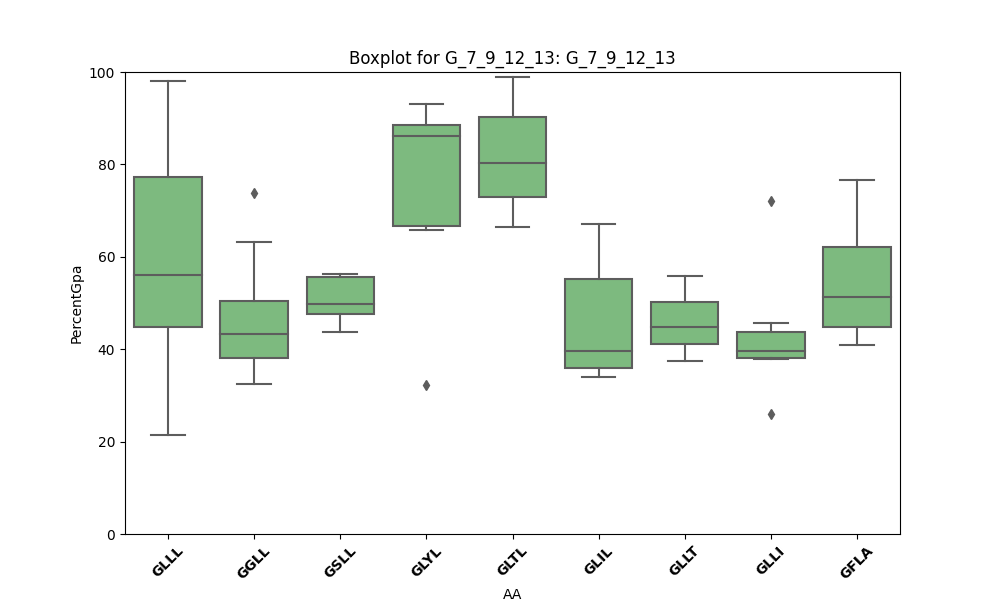 Boxplot for G_7_9_12_13: G_7_9_12_13
PercentGpa
100
80
60
40
20
0
GLLL GGLL GSLL GLYL GLTL GLIL GLLT GLLI GFLA
AA